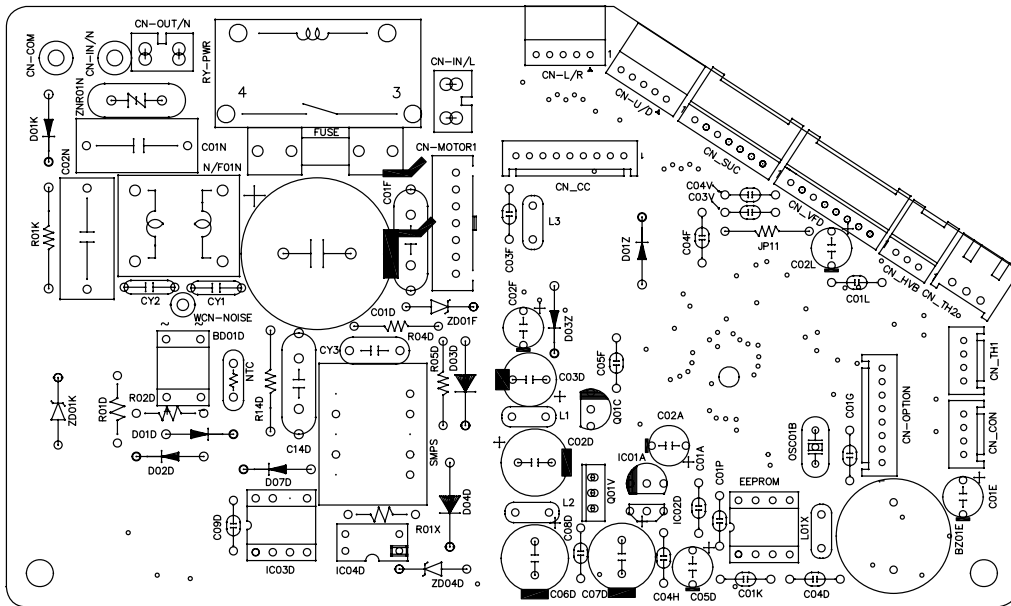 CN-COM
CN-IN/N
CN-OUT/N
RY-PWR
4
3
CN-IN/L
CN-L/R
1
CN-U/D
ZNR01N
D01K
C02N
C01N
FUSE
CN-MOTOR1
CN_CC
1
CN_SUC
CN_VFD
CN_HVB
CN_TH2
N/F01N
C01F
C04V
C03V
L3
C03F
D01Z
C04F
JP11
C02L
C01L
R01K
CY2
CY1
WCN-NOISE
C01D
ZD01F
R04D
C02F
D03Z
~
~
BD01D
NTC
CY3
R05D
D03D
C03D
C05F
Q01C
CN_TH1
C01G
CN-OPTION
CN_CON
ZD01K
R01D
R02D
D01D
D02D
R14D
C14D
SMPS
L1
C02D
C02A
IC01A
Q01V
C01A
C01P
EEPROM
OSC01B
D07D
D04D
L2
C08D
IC02D
L01X
BZ01E
C01E
C09D
IC03D
R01X
IC04D
ZD04D
C06D
C07D
C04H
C05D
C01K
C04D